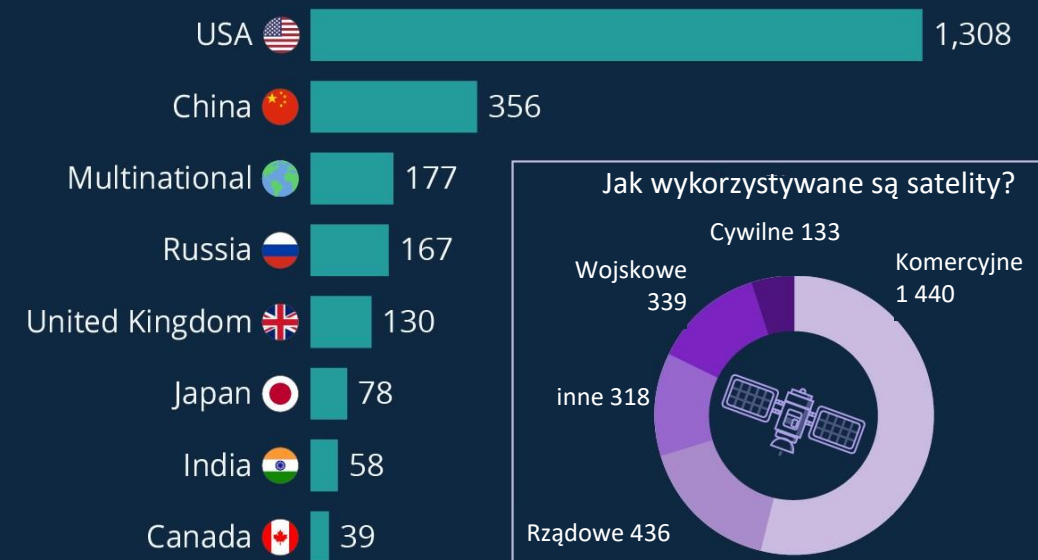 USA 1,308
China 356
Multinational 177
Russia 167
United Kingdom 130
Japan 78
India 58
Canada 39
Jak wykorzystywane są satelity?
Cywilne 133
Komercyjne
1 440
Wojskowe
339
inne 318
Rządowe 436